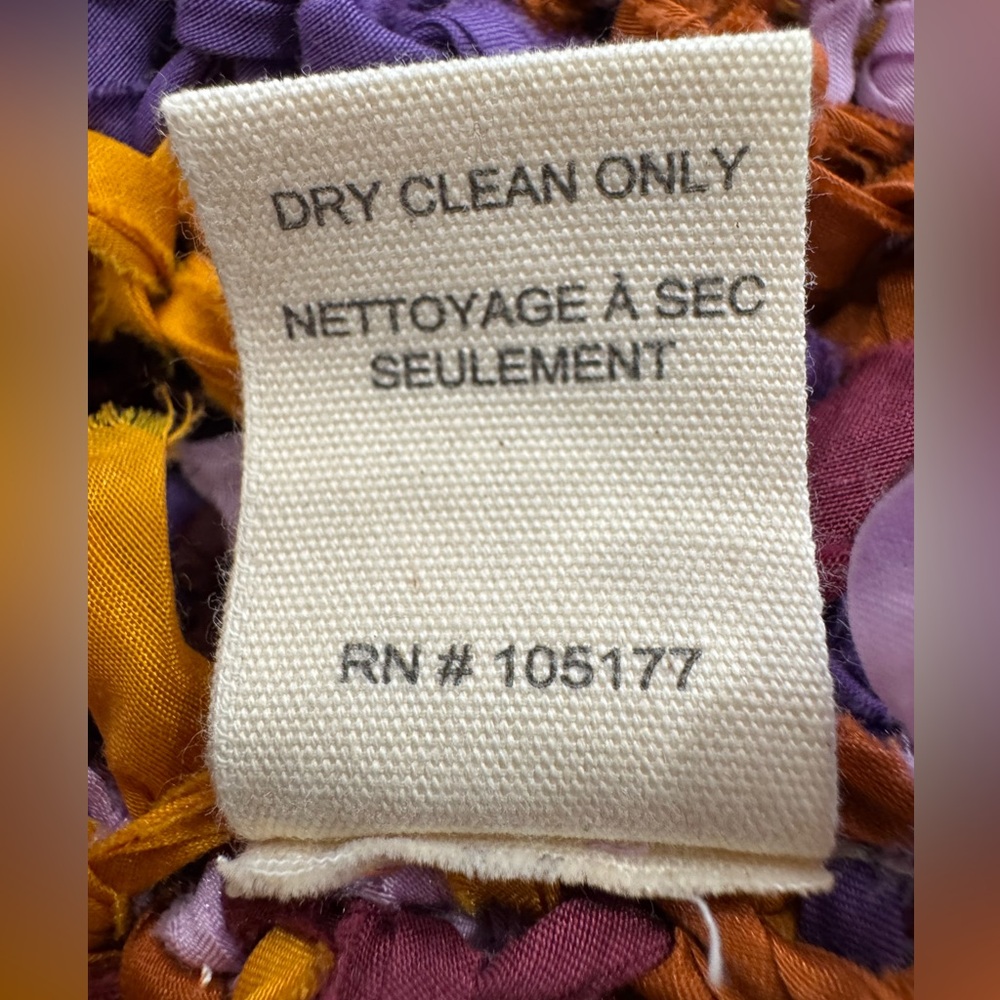 DRY CLEAN ONLY
NETTOYAGE À SEC
SEULEMENT
RN # 105177